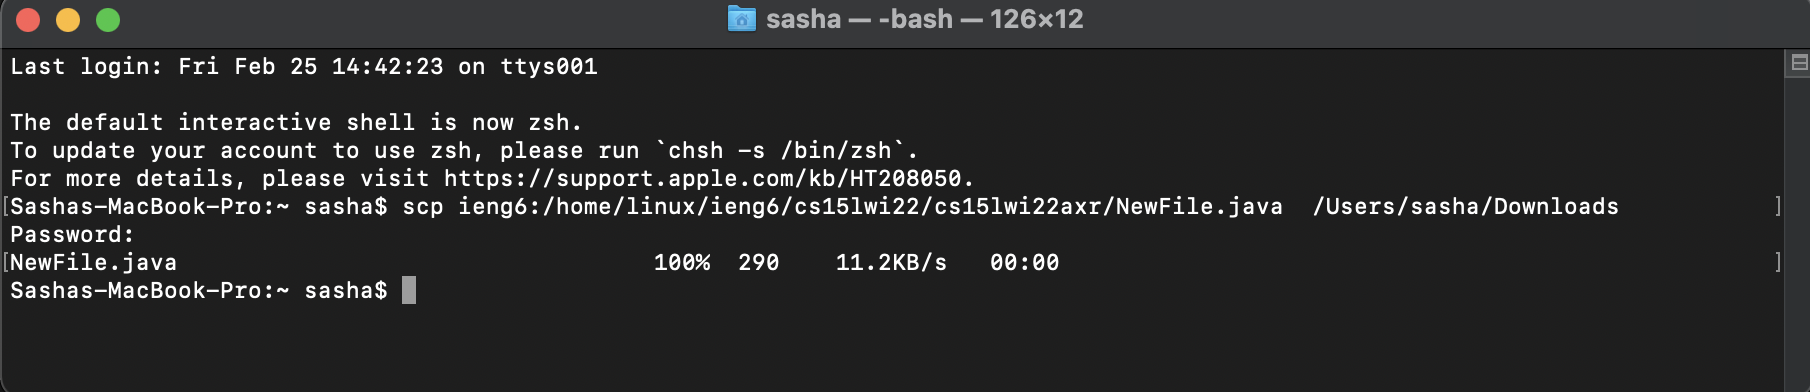 sasha — -bash — 126×12
Last login: Fri Feb 25 14:42:23 on ttys001
The default interactive shell is now zsh.
To update your account to use zsh, please run `chsh -s /bin/zsh`.
For more details, please visit https://support.apple.com/kb/HT208050.
[Sashas-MacBook-Pro:~ sasha$ scp ieng6:/home/linux/ieng6/cs15lwi22/cs15lwi22axr/NewFile.java  /Users/sasha/Downloads ]
Password:
[NewFile.java 100% 290 11.2KB/s 00:00 ]
Sashas-MacBook-Pro:~ sasha$